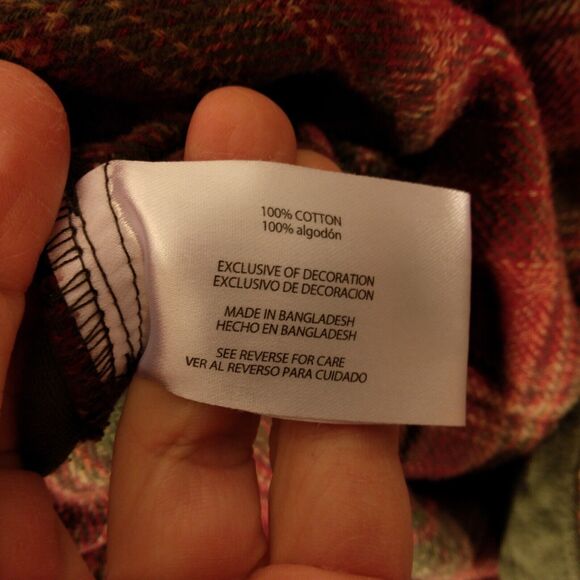 100% COTTON
100% algodón
EXCLUSIVE OF DECORATION
EXCLUSIVO DE DECORACION
MADE IN BANGLADESH
HECHO EN BANGLADESH
SEE REVERSE FOR CARE
VER AL REVERSO PARA CUIDADO